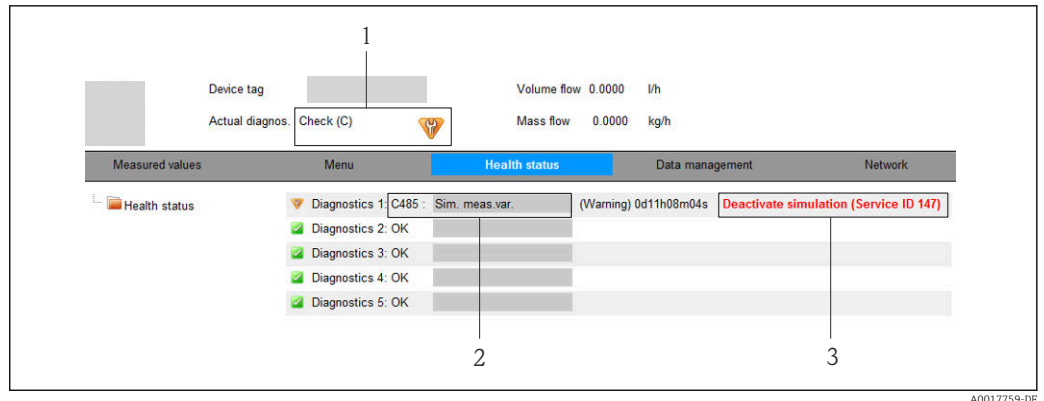 1
Device tag Volume flow 0.0000 l/h
Actual diagnos. Check (C) Mass flow 0.0000 kg/h
Measured values Menu Health status Data management Network
Health status Diagnostics 1: C485 : Sim. meas.var. (Warning) 0d11h08m04s Deactivate simulation (Service ID 147)
Diagnostics 2: OK
Diagnostics 3: OK
Diagnostics 4: OK
Diagnostics 5: OK
2 3
A0017759-DE